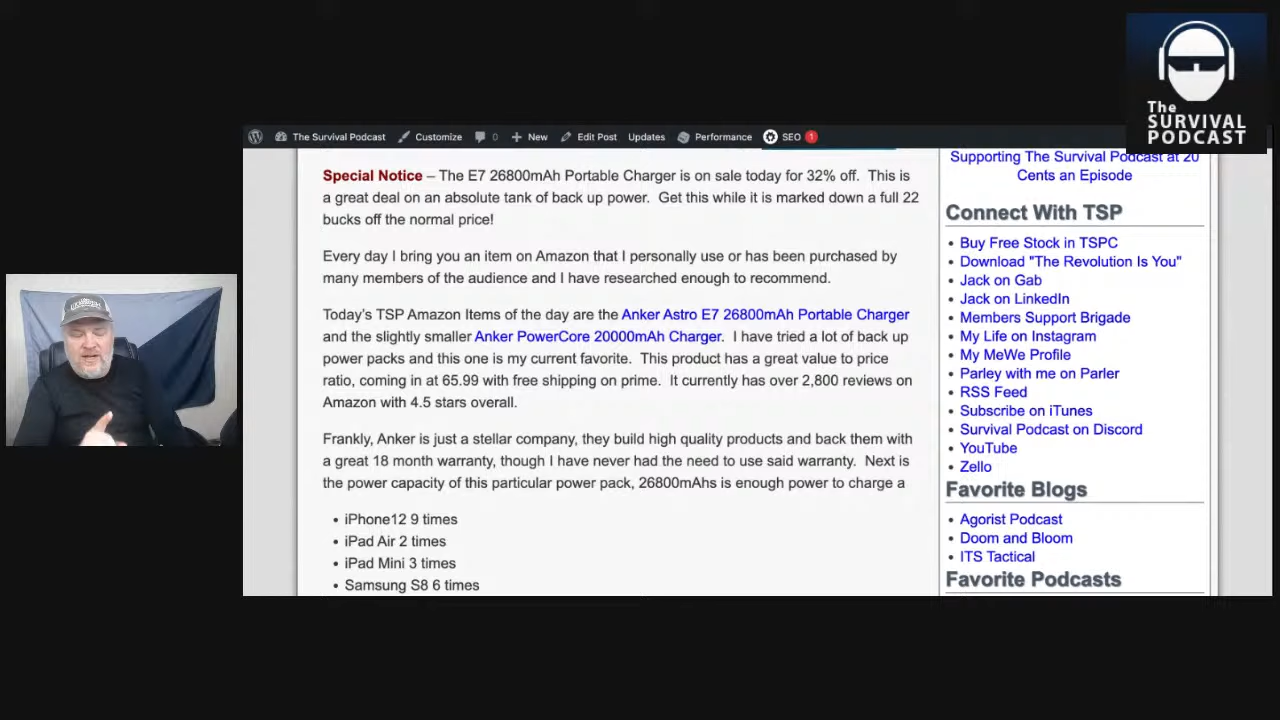 The
SURVIVAL
PODCAST
The Survival Podcast Customize 0 New Edit Post Updates Performance SEO 1
Special Notice – The E7 26800mAh Portable Charger is on sale today for 32% off. This is
a great deal on an absolute tank of back up power. Get this while it is marked down a full 22
bucks off the normal price!
Every day I bring you an item on Amazon that I personally use or has been purchased by
many members of the audience and I have researched enough to recommend.
Today's TSP Amazon Items of the day are the Anker Astro E7 26800mAh Portable Charger
and the slightly smaller Anker PowerCore 20000mAh Charger. I have tried a lot of back up
power packs and this one is my current favorite. This product has a great value to price
ratio, coming in at 65.99 with free shipping on prime. It currently has over 2,800 reviews on
Amazon with 4.5 stars overall.
Frankly, Anker is just a stellar company, they build high quality products and back them with
a great 18 month warranty, though I have never had the need to use said warranty. Next is
the power capacity of this particular power pack, 26800mAhs is enough power to charge a
• iPhone12 9 times
• iPad Air 2 times
• iPad Mini 3 times
• Samsung S8 6 times
Supporting The Survival Podcast at 20
Cents an Episode
Connect With TSP
• Buy Free Stock in TSPC
• Download "The Revolution Is You"
• Jack on Gab
• Jack on LinkedIn
• Members Support Brigade
• My Life on Instagram
• My MeWe Profile
• Parley with me on Parler
• RSS Feed
• Subscribe on iTunes
• Survival Podcast on Discord
• YouTube
• Zello
Favorite Blogs
• Agorist Podcast
• Doom and Bloom
• ITS Tactical
Favorite Podcasts